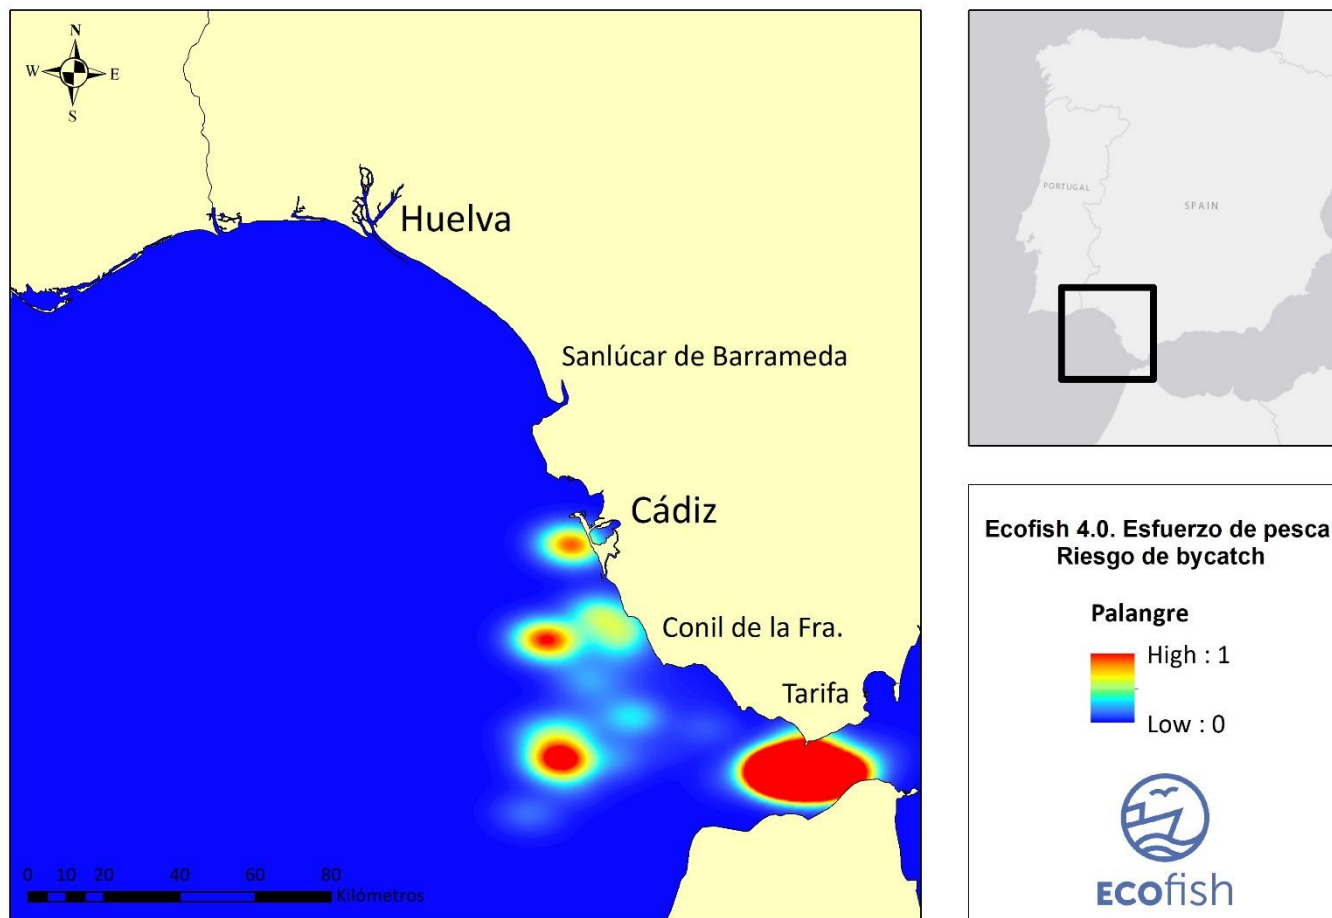 N
W E
S
Huelva
Sanlúcar de Barrameda
Cádiz
Conil de la Fra.
Tarifa
0 10 20 40 60 80
Kilómetros
PORTUGAL
SPAIN
Ecofish 4.0. Esfuerzo de pesca
Riesgo de bycatch
Palangre
High : 1
Low : 0
ECOfish